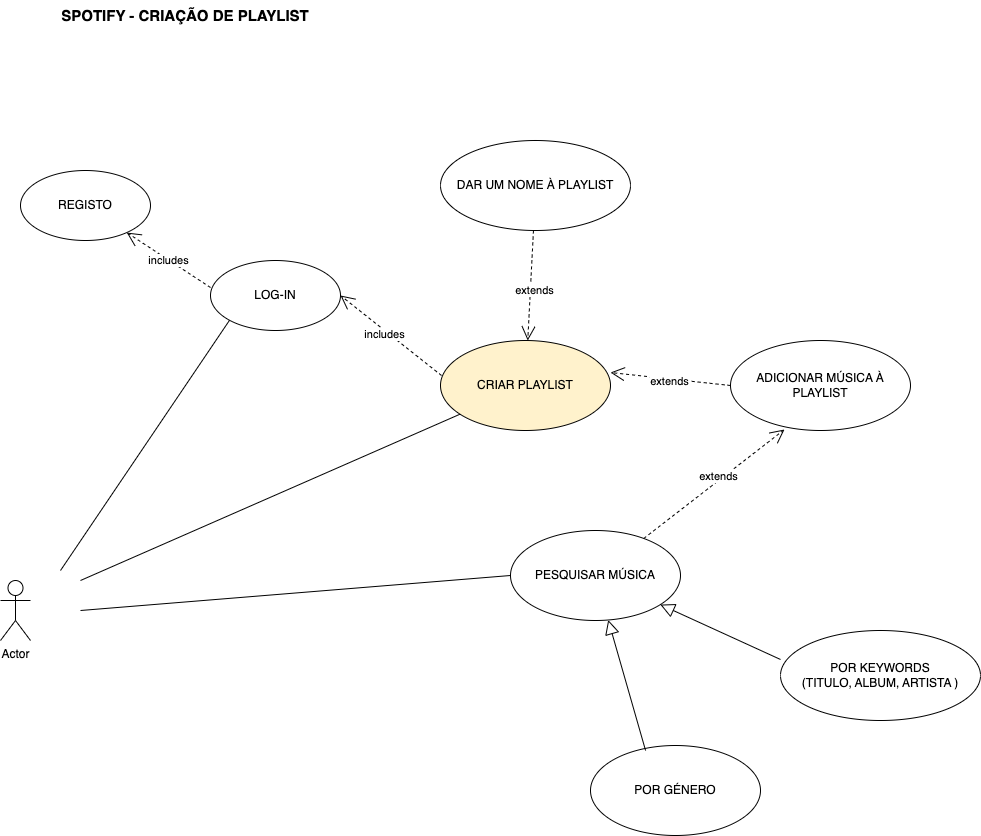 SPOTIFY - CRIAÇÃO DE PLAYLIST
DAR UM NOME À PLAYLIST
REGISTO
includes
LOG-IN
extends
includes
CRIAR PLAYLIST
extends
ADICIONAR MÚSICA À
PLAYLIST
extends
PESQUISAR MÚSICA
Actor
POR KEYWORDS
(TITULO, ALBUM, ARTISTA )
POR GÉNERO